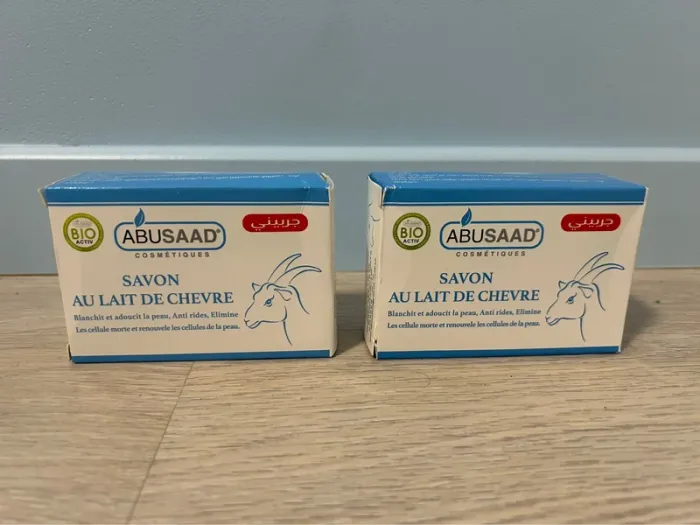 BIO
ACTIV
ABUSAAD
COSMÉTIQUES
جربيني
SAVON
AU LAIT DE CHEVRE
Blanchit et adoucit la peau, Anti rides, Elimine
Les cellule morte et renouvele les cellules de la peau.
BIO
ACTIV
ABUSAAD
COSMÉTIQUES
جربيني
SAVON
AU LAIT DE CHEVRE
Blanchit et adoucit la peau, Anti rides, Elimine
Les cellule morte et renouvele les cellules de la peau.